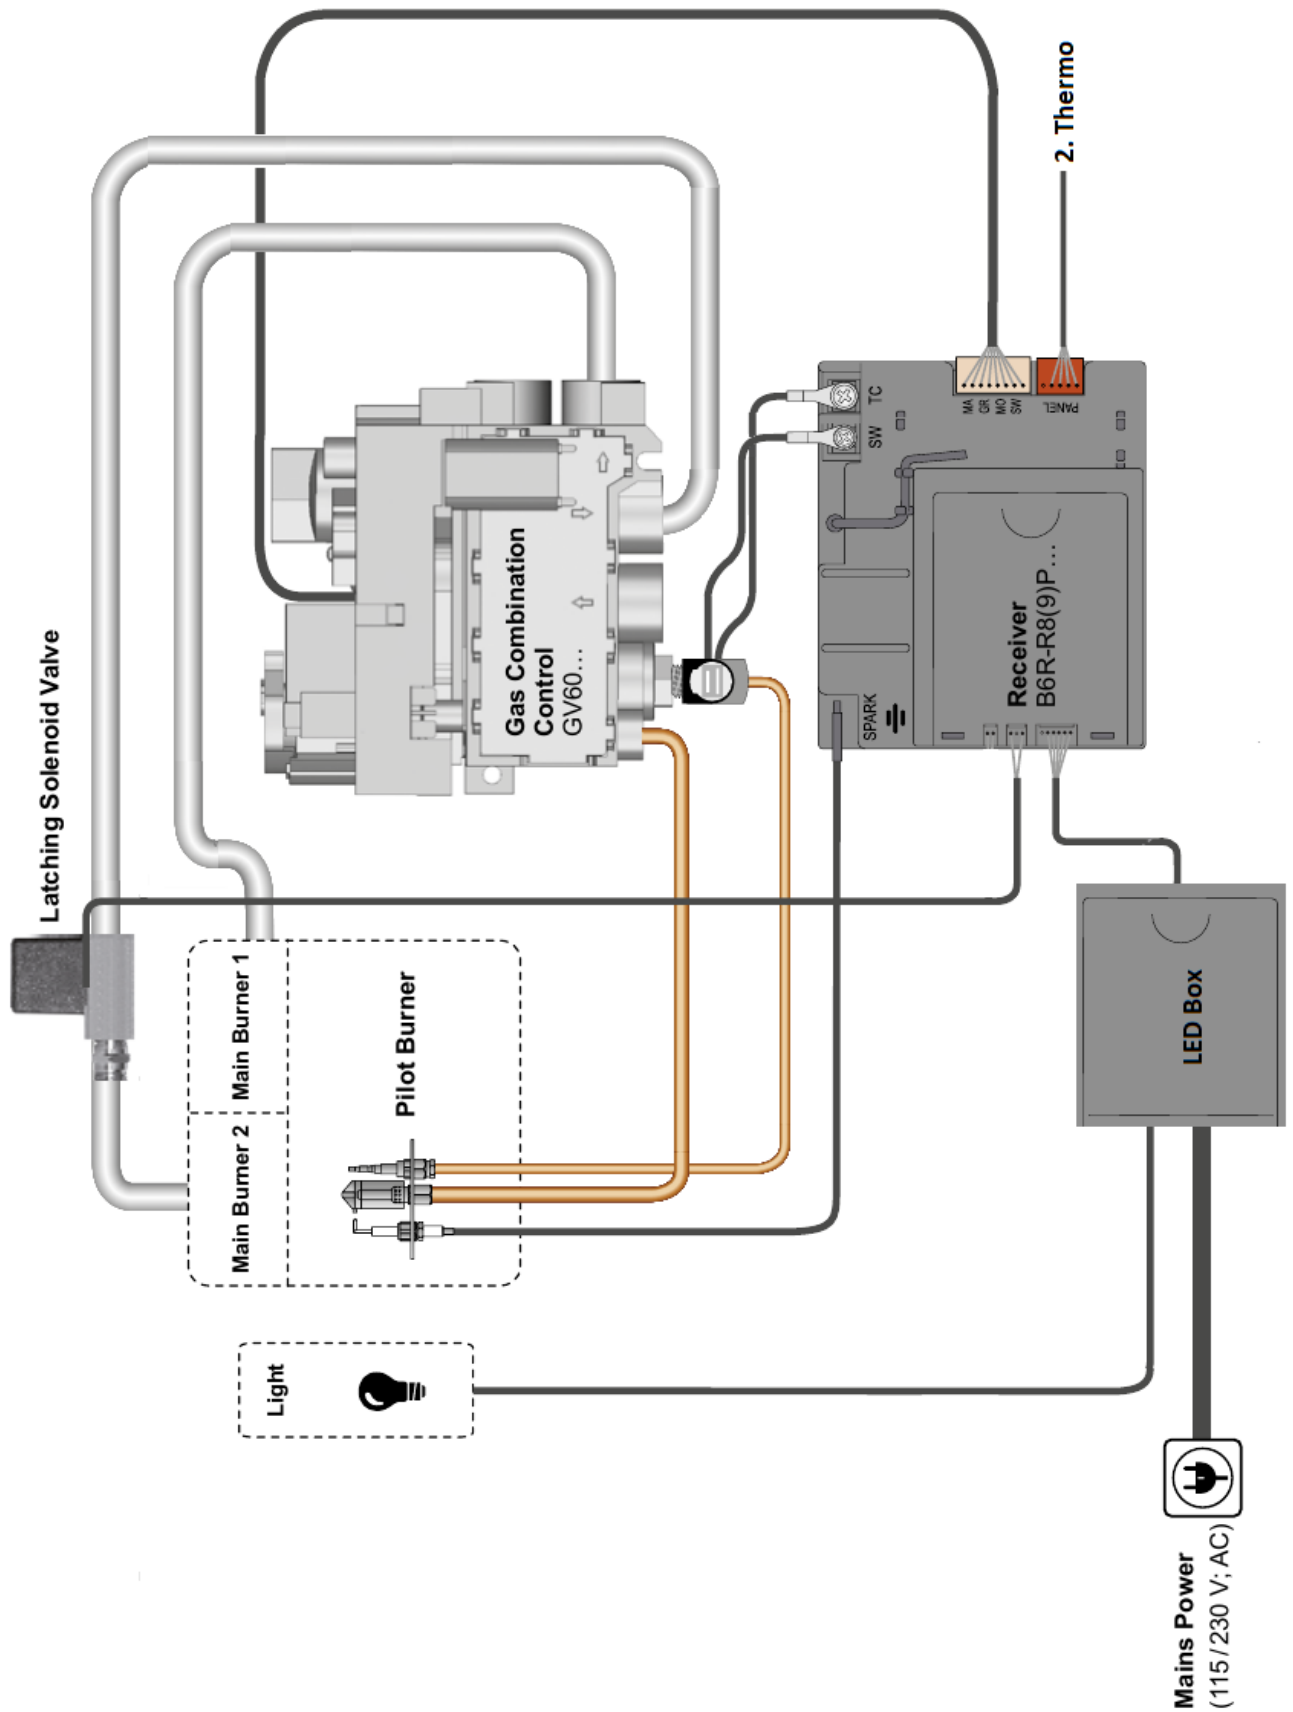 Mains Power
(115/230 V; AC)
Light
Main Burner 2
Main Burner 1
Pilot Burner
Latching Solenoid Valve
Gas Combination
Control
GV60...
LED Box
SPARK
Receiver
B6R-R8(9)P...
SW
TC
MA
GR
MO
SW
PANEL
2. Thermo